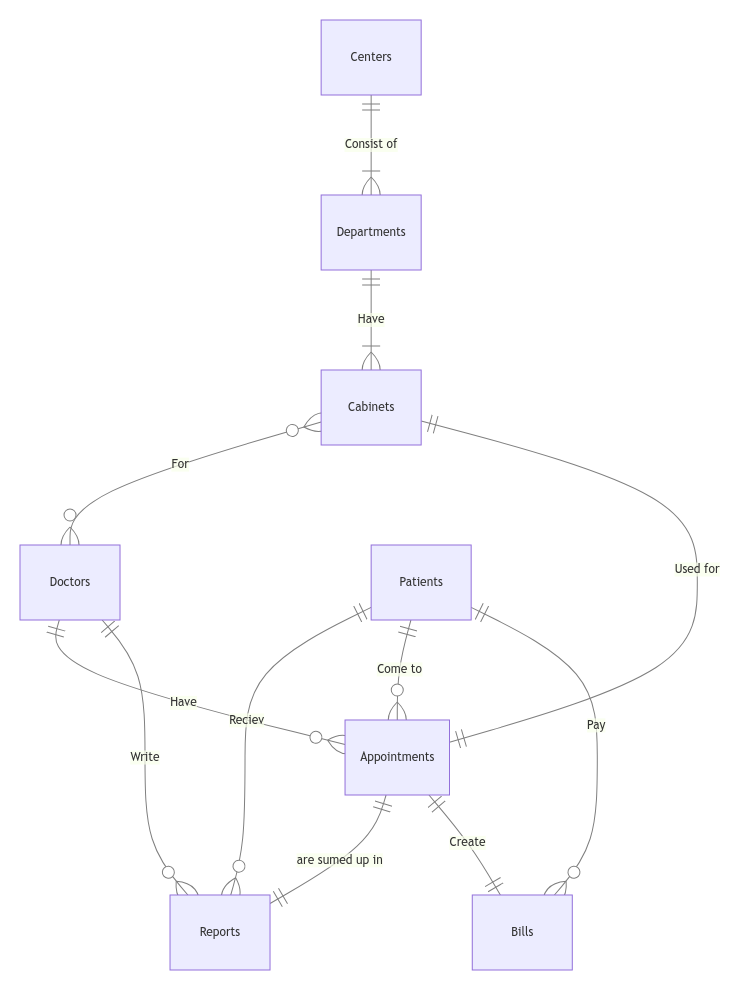 Centers
Consist of
Departments
Have
Cabinets
For
Used for
Doctors
Patients
Come to
Have
Reciev
Pay
Write
Appointments
Create
are sumed up in
Reports
Bills